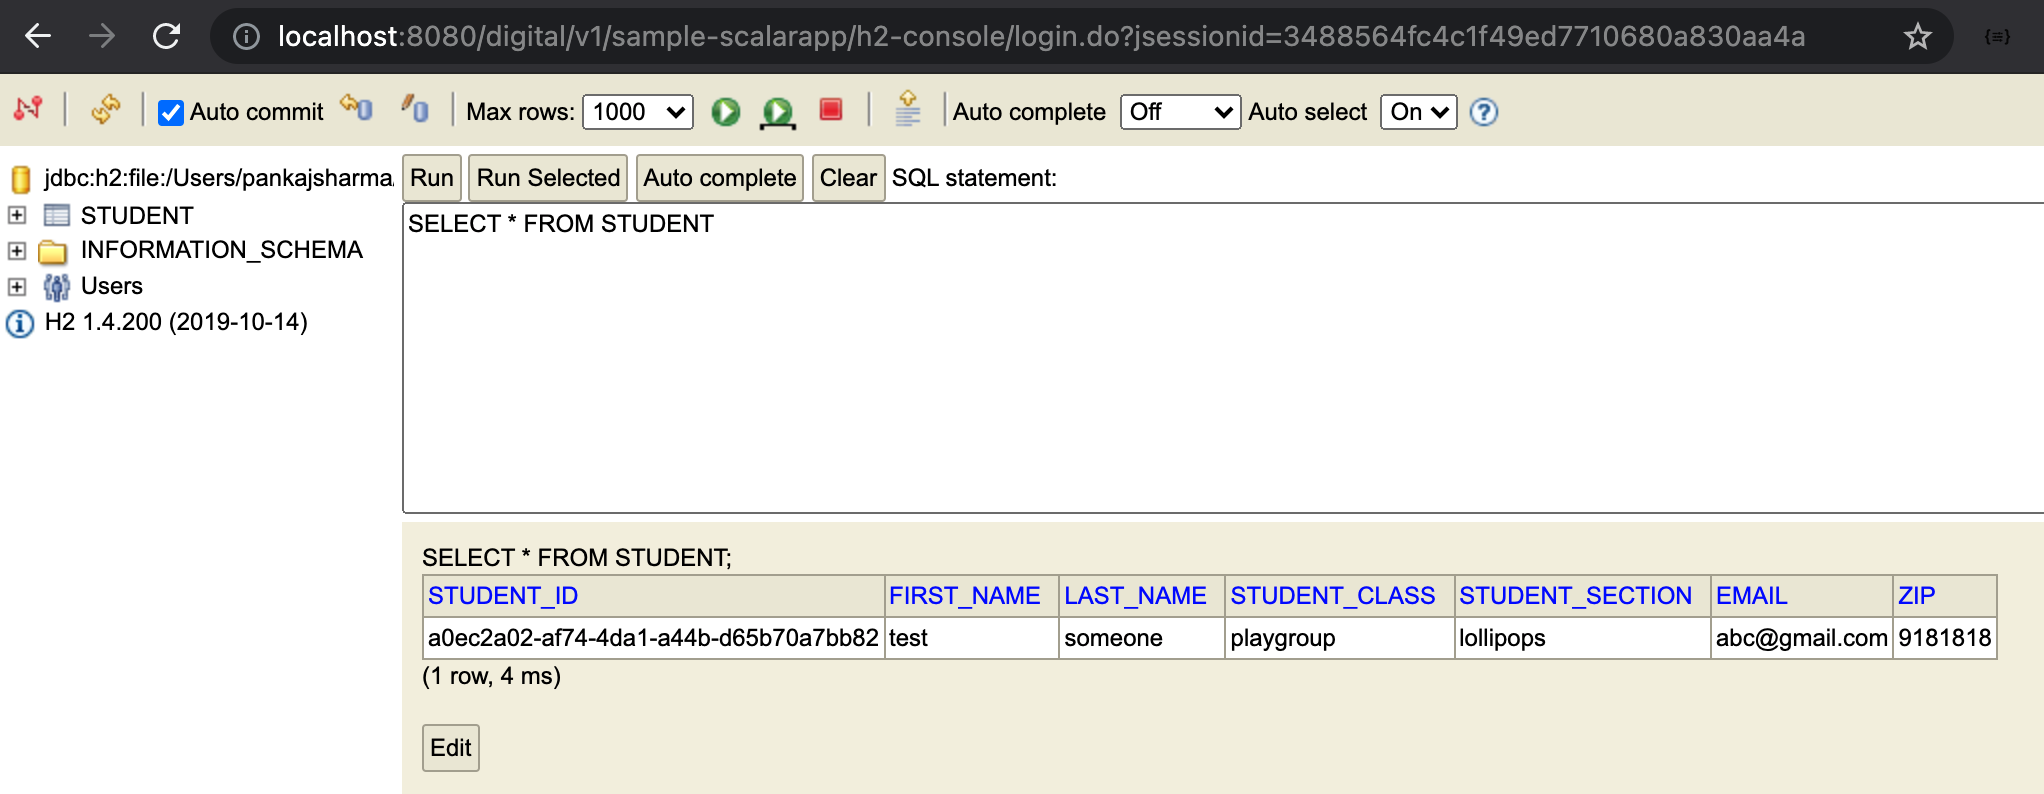 localhost:8080/digital/v1/sample-scalarapp/h2-console/login.do?jsessionid=3488564fc4c1f49ed7710680a830aa4a
Auto commit Max rows: 1000 Auto complete Off Auto select On
jdbc:h2:file:/Users/pankajsharma
STUDENT
INFORMATION_SCHEMA
Users
H2 1.4.200 (2019-10-14)
Run Run Selected Auto complete Clear SQL statement:
SELECT * FROM STUDENT
SELECT * FROM STUDENT;
STUDENT_ID FIRST_NAME LAST_NAME STUDENT_CLASS STUDENT_SECTION EMAIL ZIP
a0ec2a02-af74-4da1-a44b-d65b70a7bb82 test someone playgroup lollipops abc@gmail.com 9181818
(1 row, 4 ms)
Edit